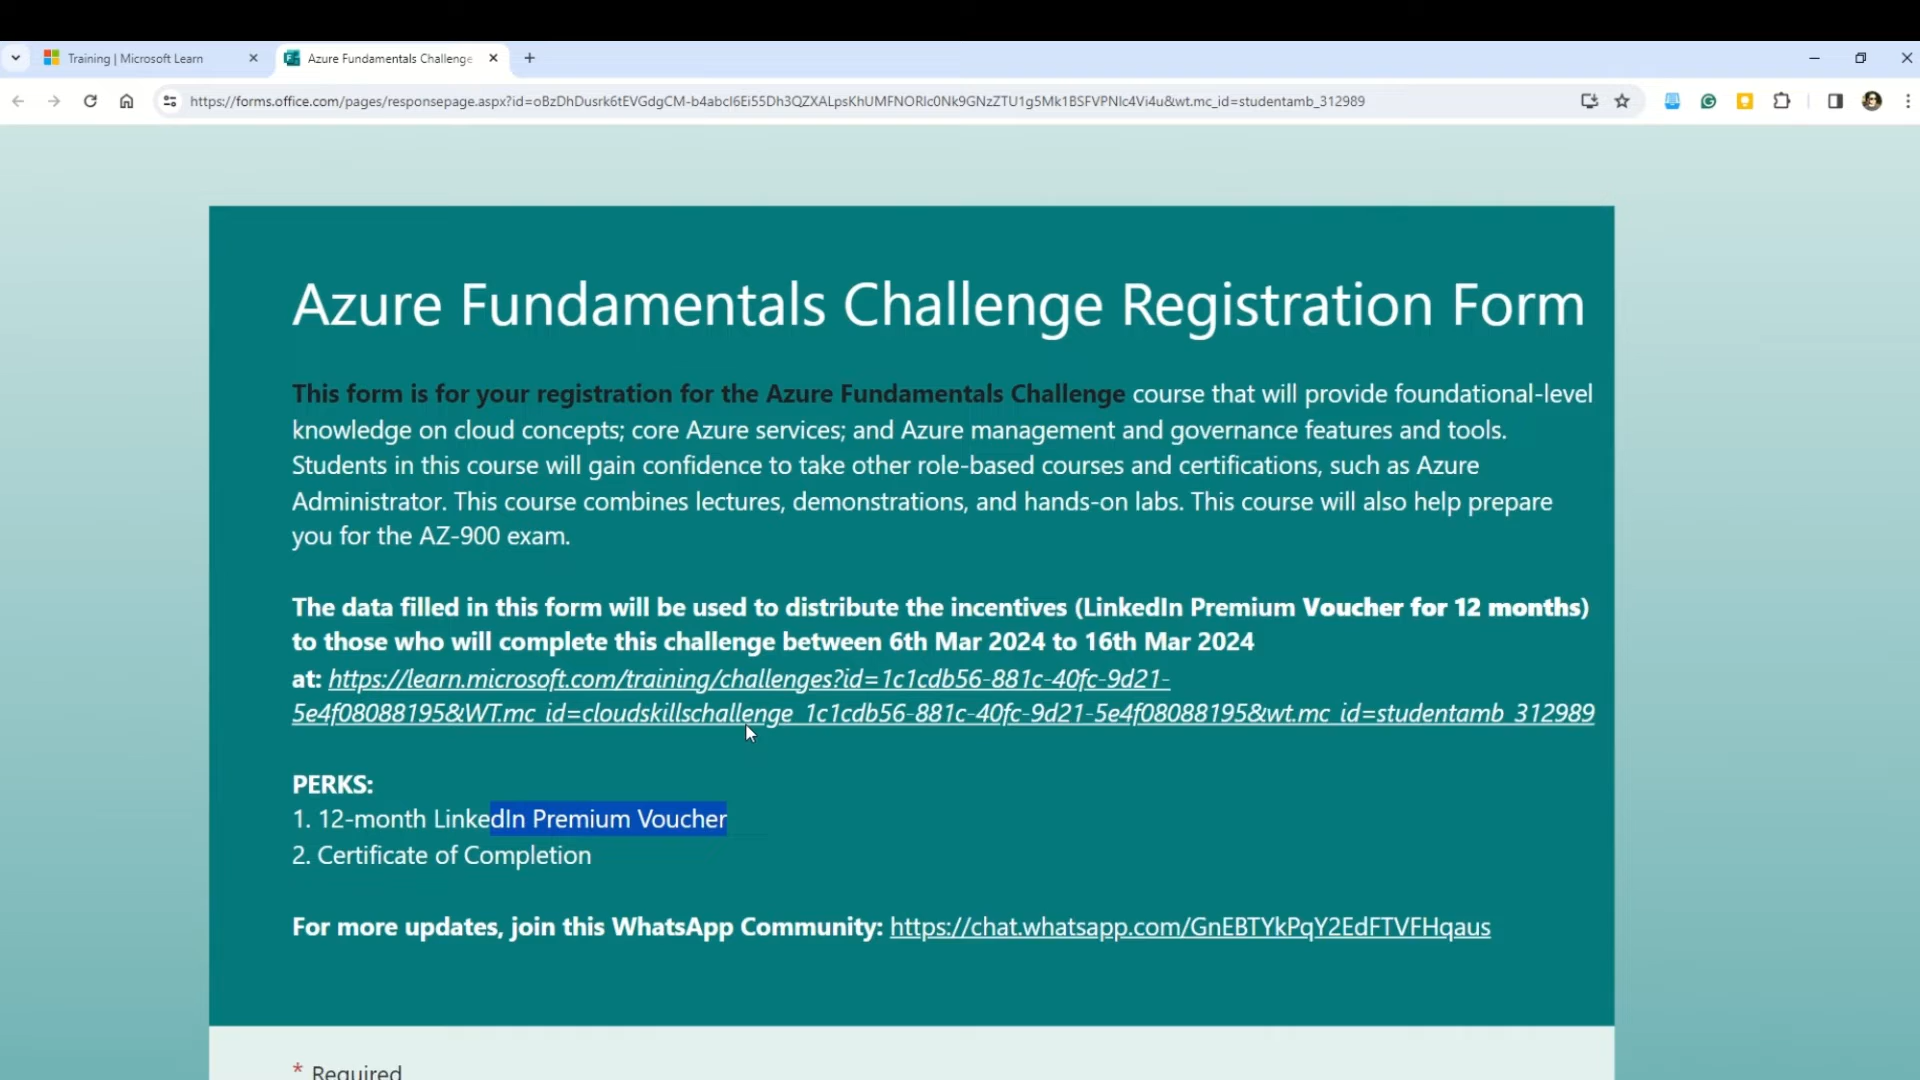 Training | Microsoft Learn
Azure Fundamentals Challenge
https://forms.office.com/pages/responsepage.aspx?id=oBzDhDusrk6tEVGdgCM-b4abcI6Ei55Dh3QZXALpsKhUMFNORlc0Nk9GNzZTU1g5Mk1BSFVPNlc4Vi4u&wt.mc_id=studentamb_312989
Azure Fundamentals Challenge Registration Form
This form is for your registration for the Azure Fundamentals Challenge course that will provide foundational-level
knowledge on cloud concepts; core Azure services; and Azure management and governance features and tools.
Students in this course will gain confidence to take other role-based courses and certifications, such as Azure
Administrator. This course combines lectures, demonstrations, and hands-on labs. This course will also help prepare
you for the AZ-900 exam.
The data filled in this form will be used to distribute the incentives (LinkedIn Premium Voucher for 12 months)
to those who will complete this challenge between 6th Mar 2024 to 16th Mar 2024
at: https://learn.microsoft.com/training/challenges?id=1c1cdb56-881c-40fc-9d21-
5e4f08088195&WT.mc_id=cloudskillschallenge_1c1cdb56-881c-40fc-9d21-5e4f08088195&wt.mc_id=studentamb_312989
PERKS:
1. 12-month LinkedIn Premium Voucher
2. Certificate of Completion
For more updates, join this WhatsApp Community: https://chat.whatsapp.com/GnEBTYkPqY2EdFTVFHqaus
* Required